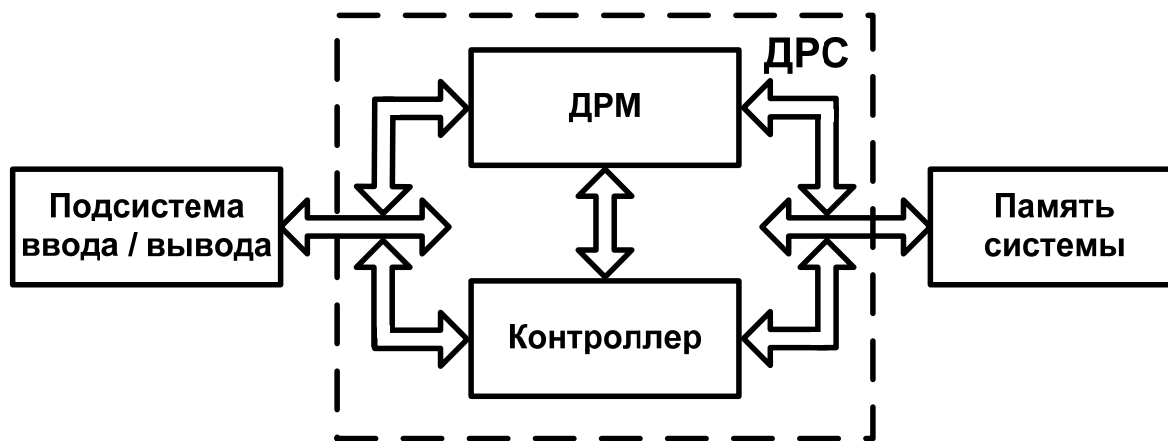 ДРС
ДРМ
Подсистема
ввода / вывода
Память
системы
Контроллер